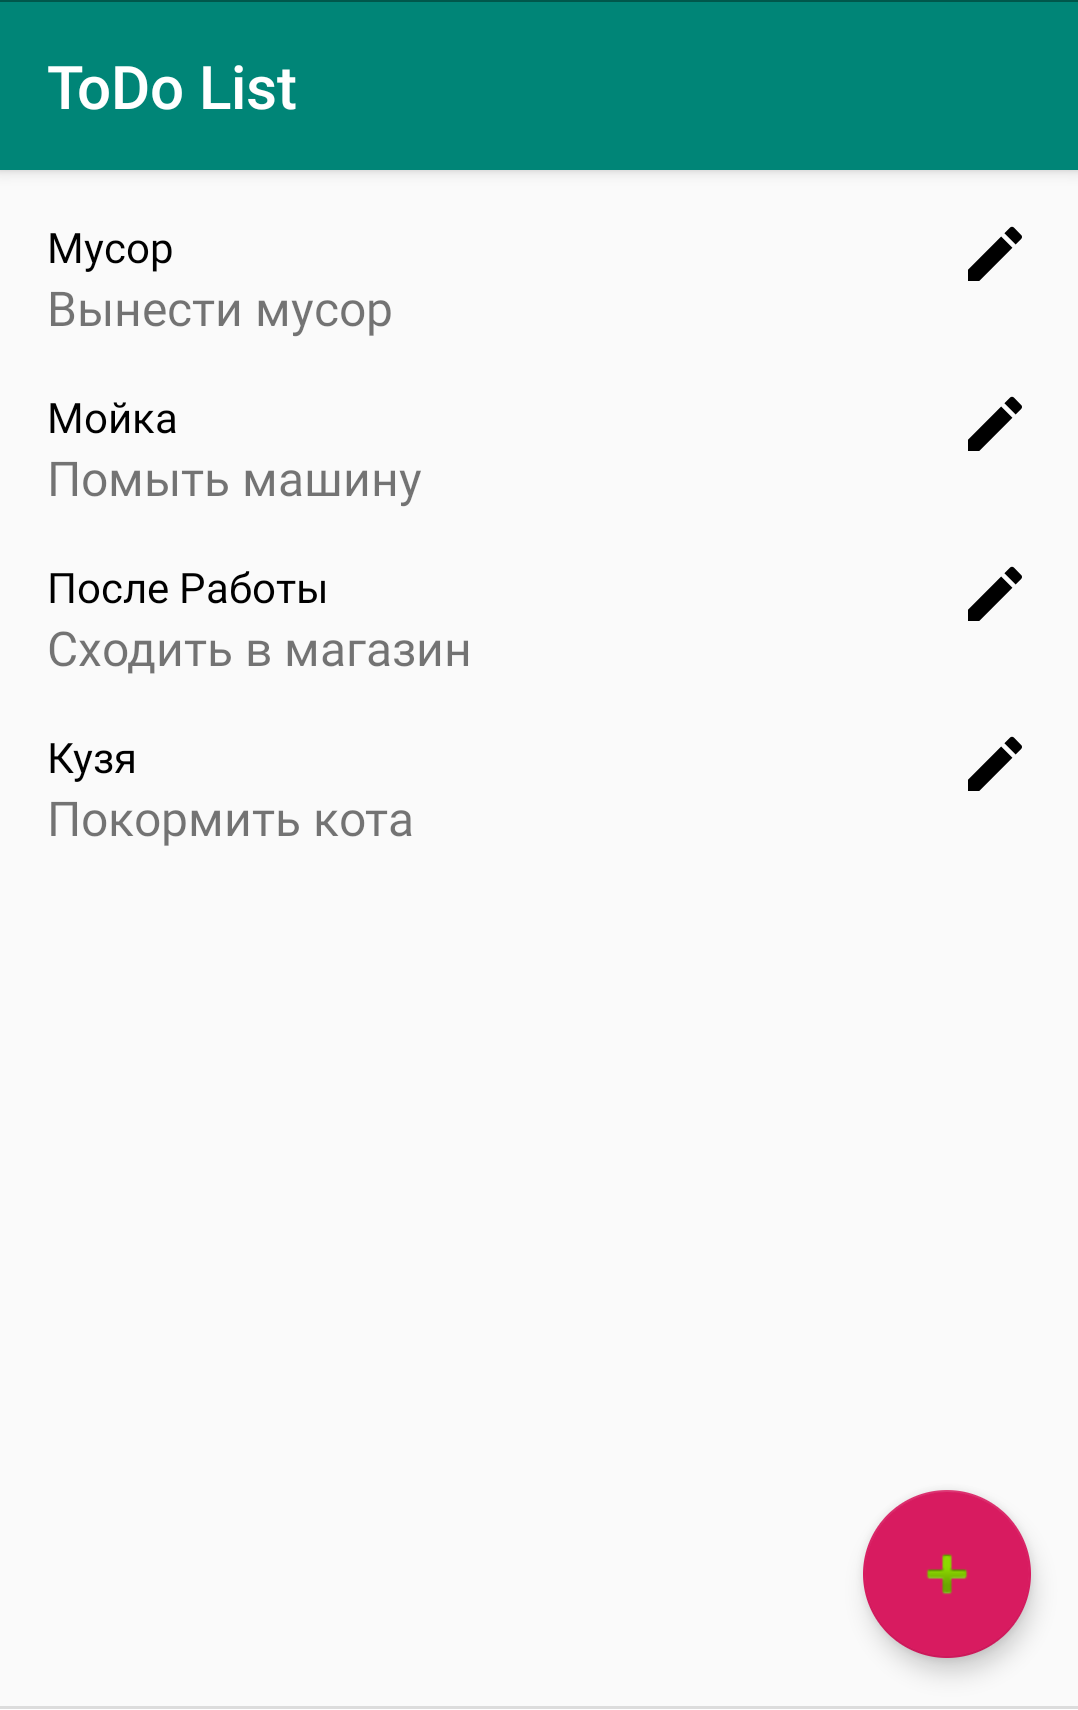 ToDo List
Мусор
Вынести мусор
Мойка
Помыть машину
После Работы
Сходить в магазин
Кузя
Покормить кота